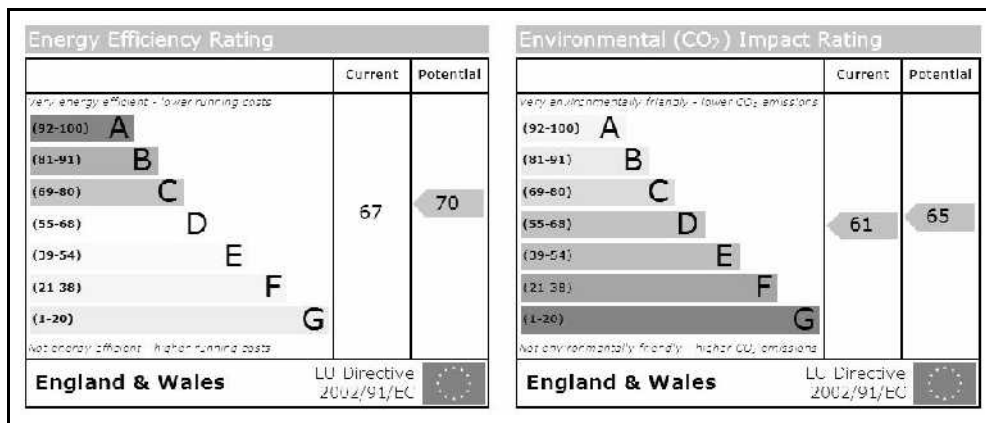 Energy Efficiency Rating
Current Potential
Very energy efficient - lower running costs
(92-100) A
(81-91) B
(69-80) C
(55-68) D
(39-54) E
(21-38) F
(1-20) G
67
70
Not energy efficient - higher running costs
England & Wales
EU Directive
2002/91/EC
Environmental (CO₂) Impact Rating
Current Potential
Very environmentally friendly - lower CO₂ emissions
(92-100) A
(81-91) B
(69-80) C
(55-68) D
(39-54) E
(21-38) F
(1-20) G
61
65
Not environmentally friendly - higher CO₂ emissions
England & Wales
EU Directive
2002/91/EC